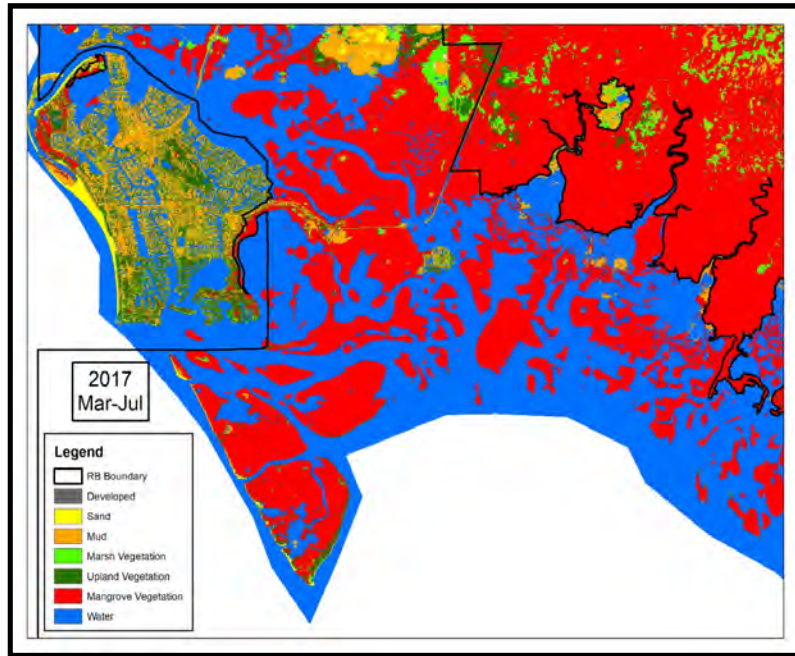 2017
Mar-Jul
Legend
RB Boundary
Developed
Sand
Mud
Marsh Vegetation
Upland Vegetation
Mangrove Vegetation
Water